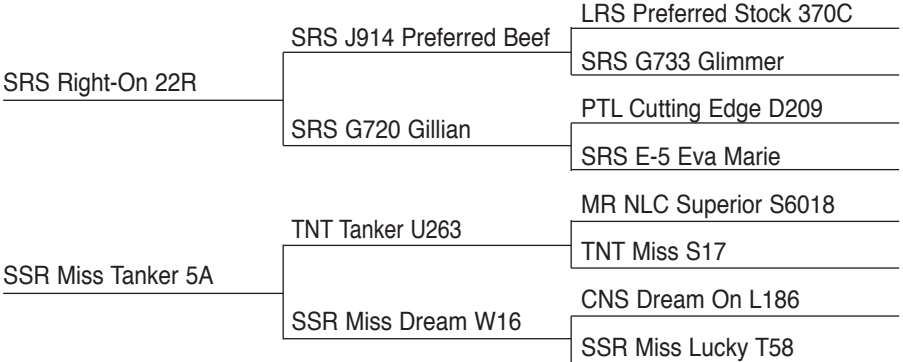 LRS Preferred Stock 370C
SRS J914 Preferred Beef
SRS G733 Glimmer
SRS Right-On 22R
PTL Cutting Edge D209
SRS G720 Gillian
SRS E-5 Eva Marie
MR NLC Superior S6018
TNT Tanker U263
TNT Miss S17
SSR Miss Tanker 5A
CNS Dream On L186
SSR Miss Dream W16
SSR Miss Lucky T58